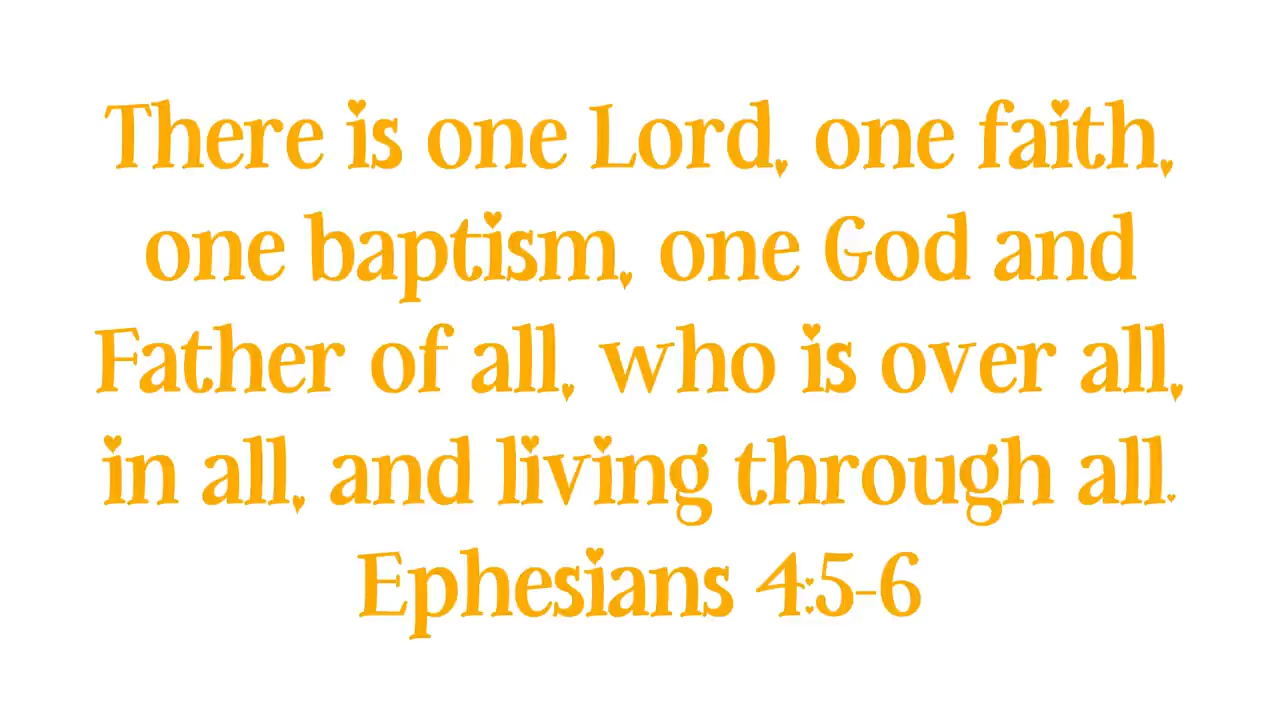 There is one Lord, one faith,
one baptism, one God and
Father of all, who is over all,
in all, and living through all.
Ephesians 4:5-6